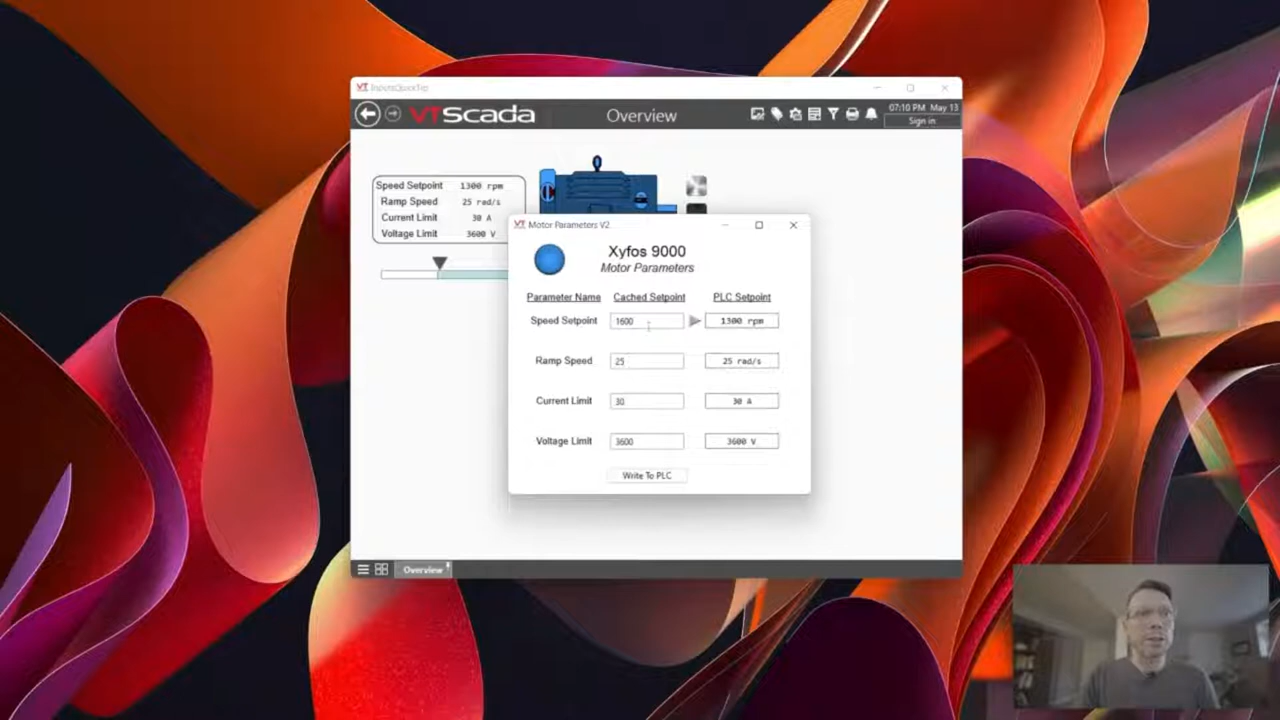 VTScada
Overview
07:10 PM May 13
Sign in
Speed Setpoint 1300 rpm
Ramp Speed 25 rad/s
Current Limit 30 A
Voltage Limit 3600 V
Motor Parameters V2
Xyfos 9000
Motor Parameters
Parameter Name Cached Setpoint PLC Setpoint
Speed Setpoint 1600 1300 rpm
Ramp Speed 25 25 rad/s
Current Limit 30 30 A
Voltage Limit 3600 3600 V
Write To PLC
Overview